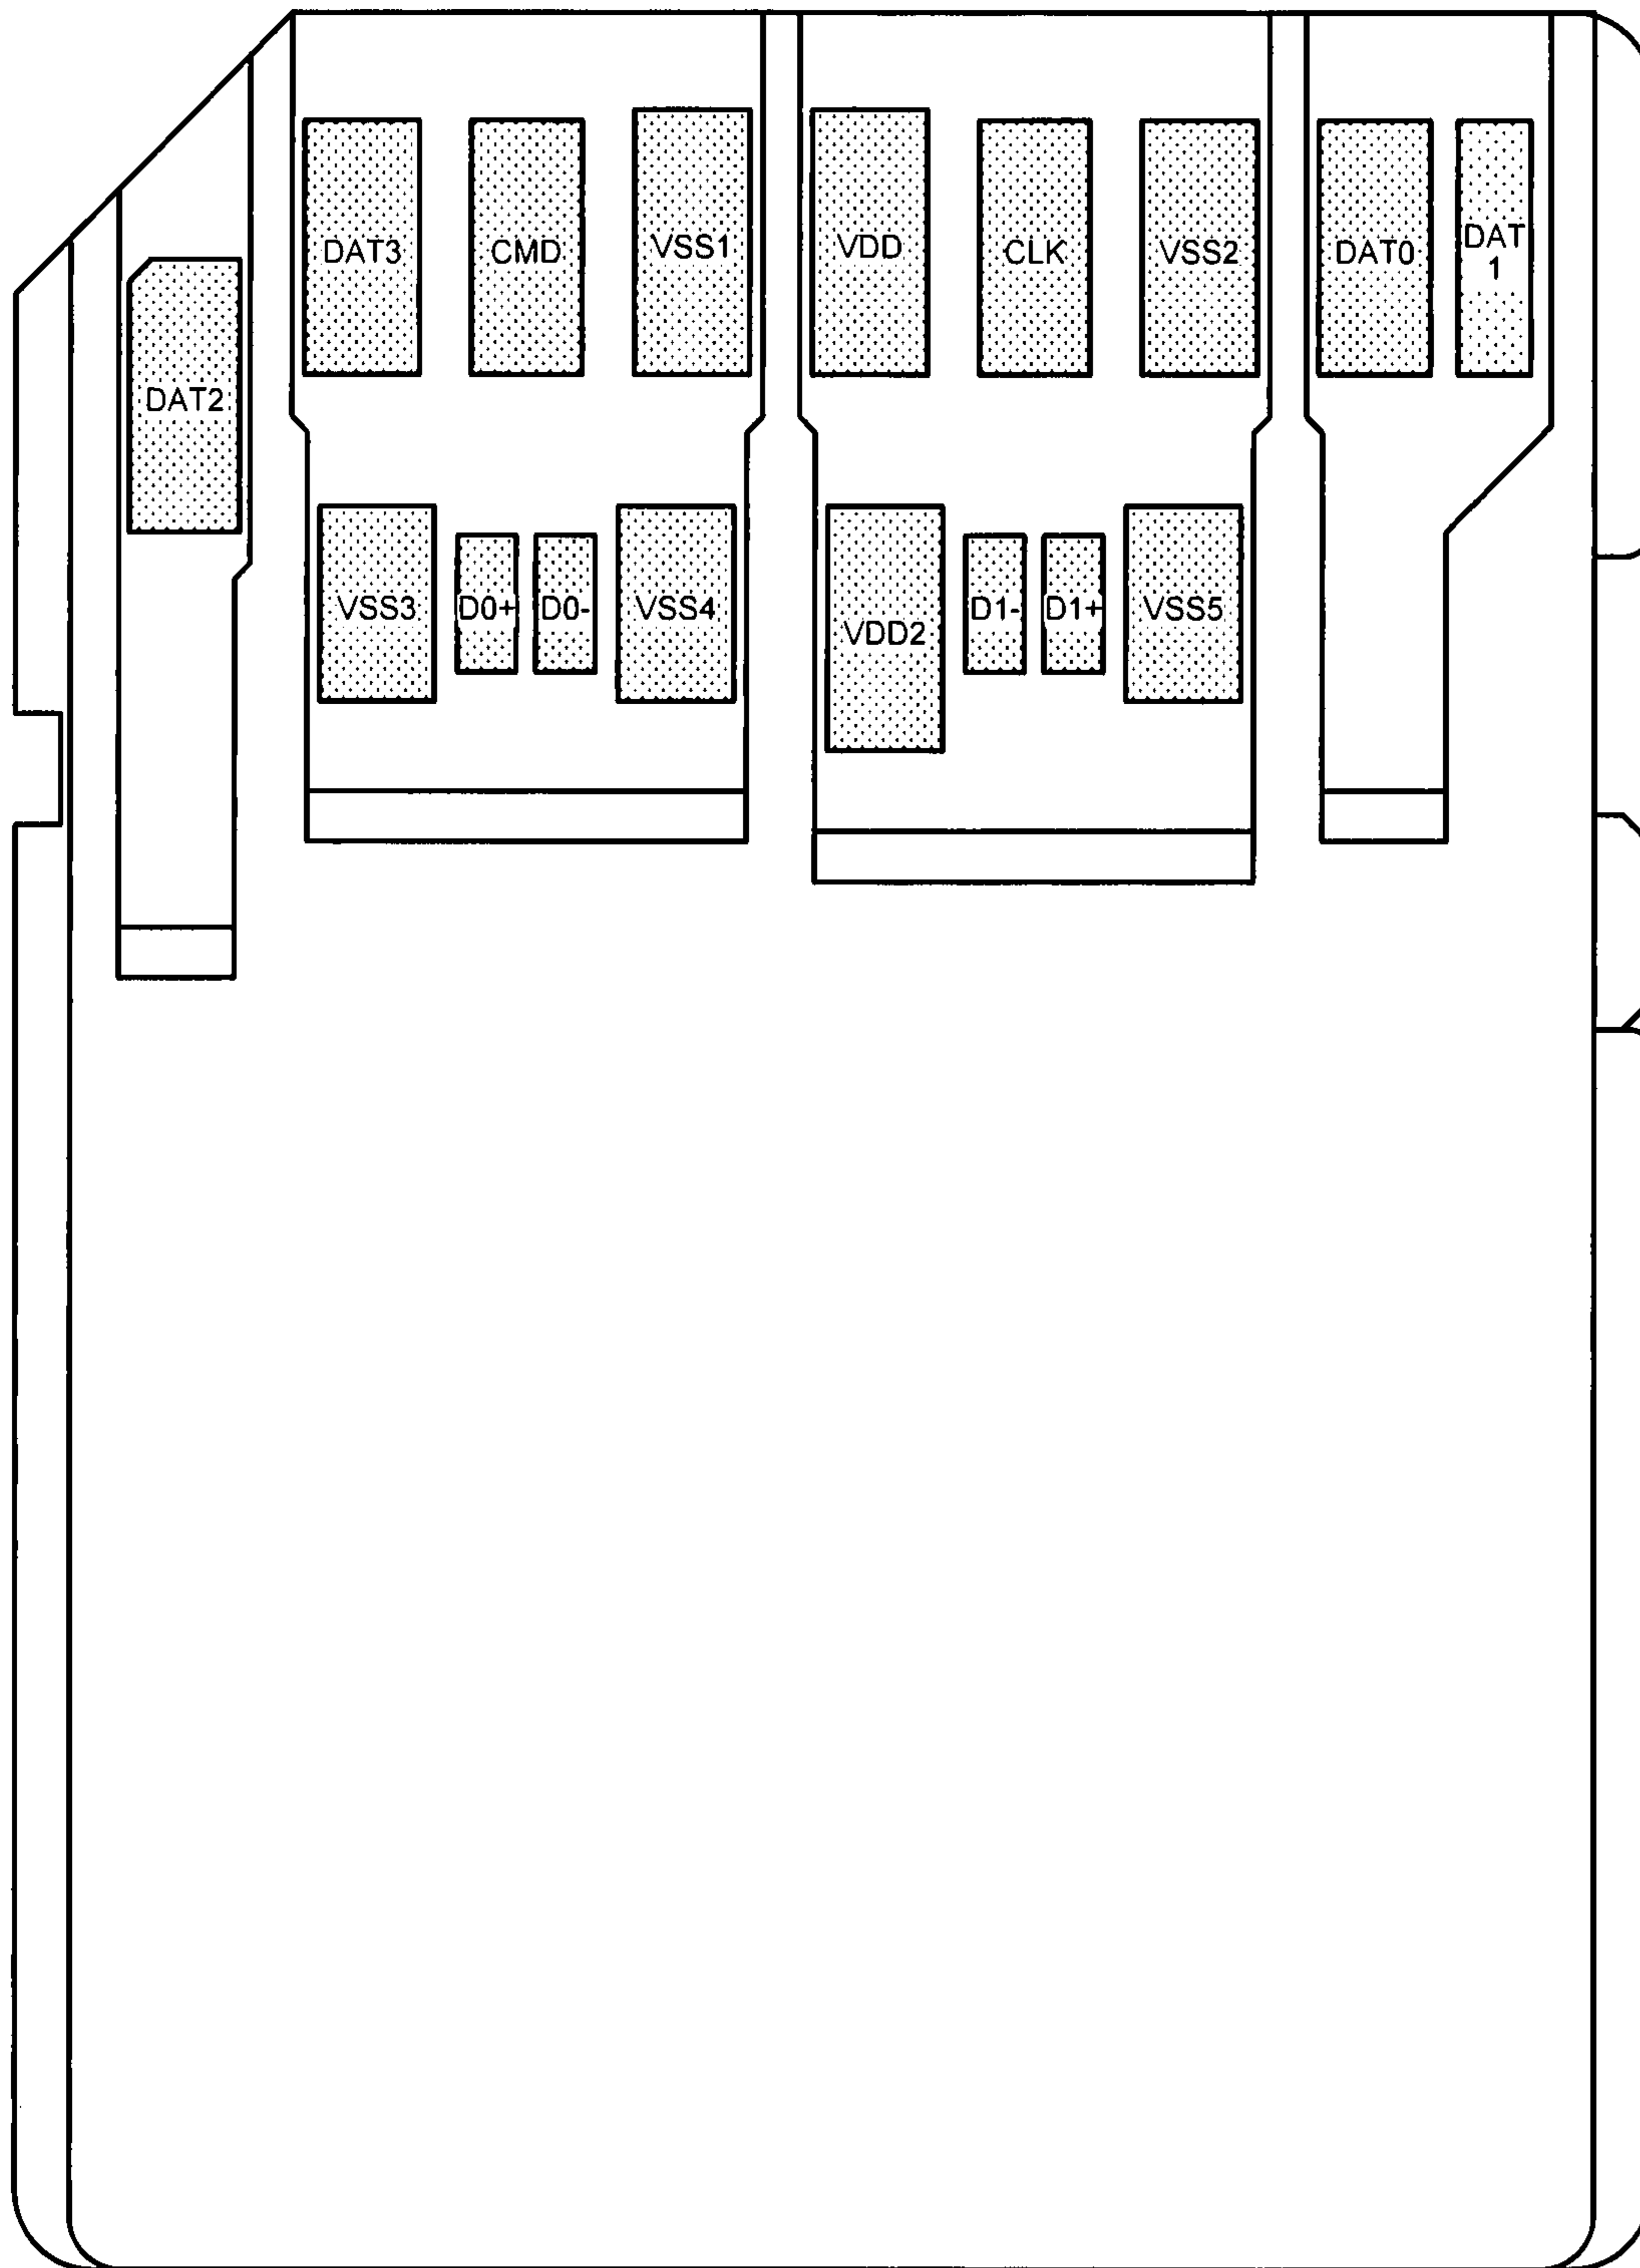 DAT3
CMD
VSS1
VDD
CLK
VSS2
DAT0
DAT
1
DAT2
VSS3
D0+
D0-
VSS4
VDD2
D1-
D1+
VSS5